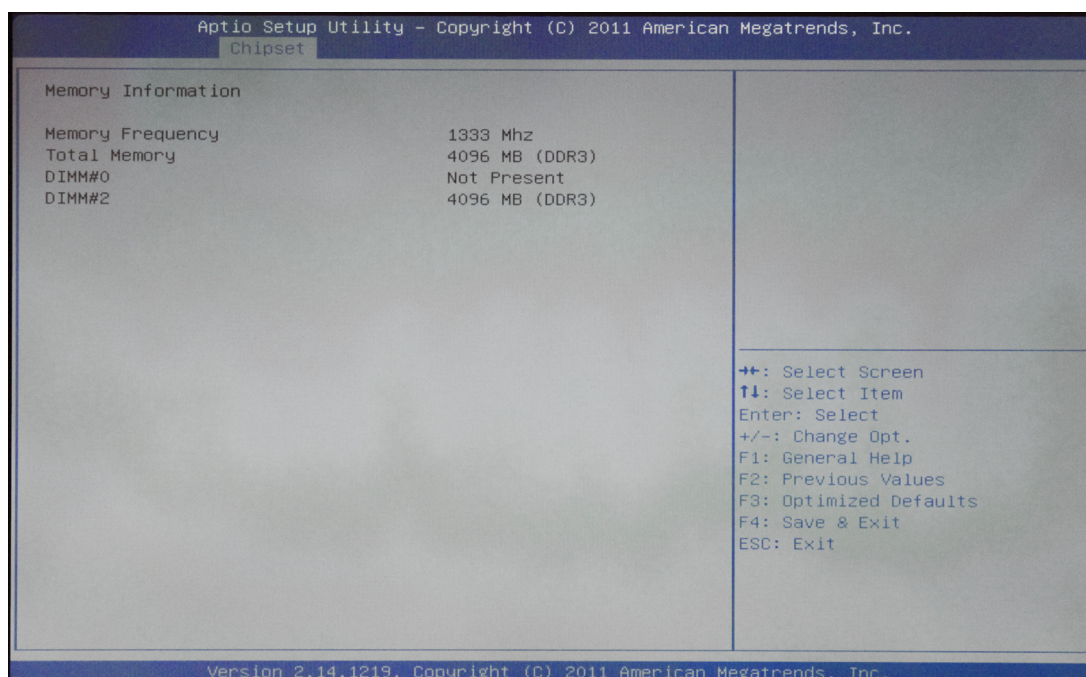 Aptio Setup Utility – Copyright (C) 2011 American Megatrends, Inc.
Chipset
Memory Information
Memory Frequency 1333 Mhz
Total Memory 4096 MB (DDR3)
DIMM#0 Not Present
DIMM#2 4096 MB (DDR3)
→←: Select Screen
↑↓: Select Item
Enter: Select
+/-: Change Opt.
F1: General Help
F2: Previous Values
F3: Optimized Defaults
F4: Save & Exit
ESC: Exit
Version 2.14.1219. Copyright (C) 2011 American Megatrends, Inc.